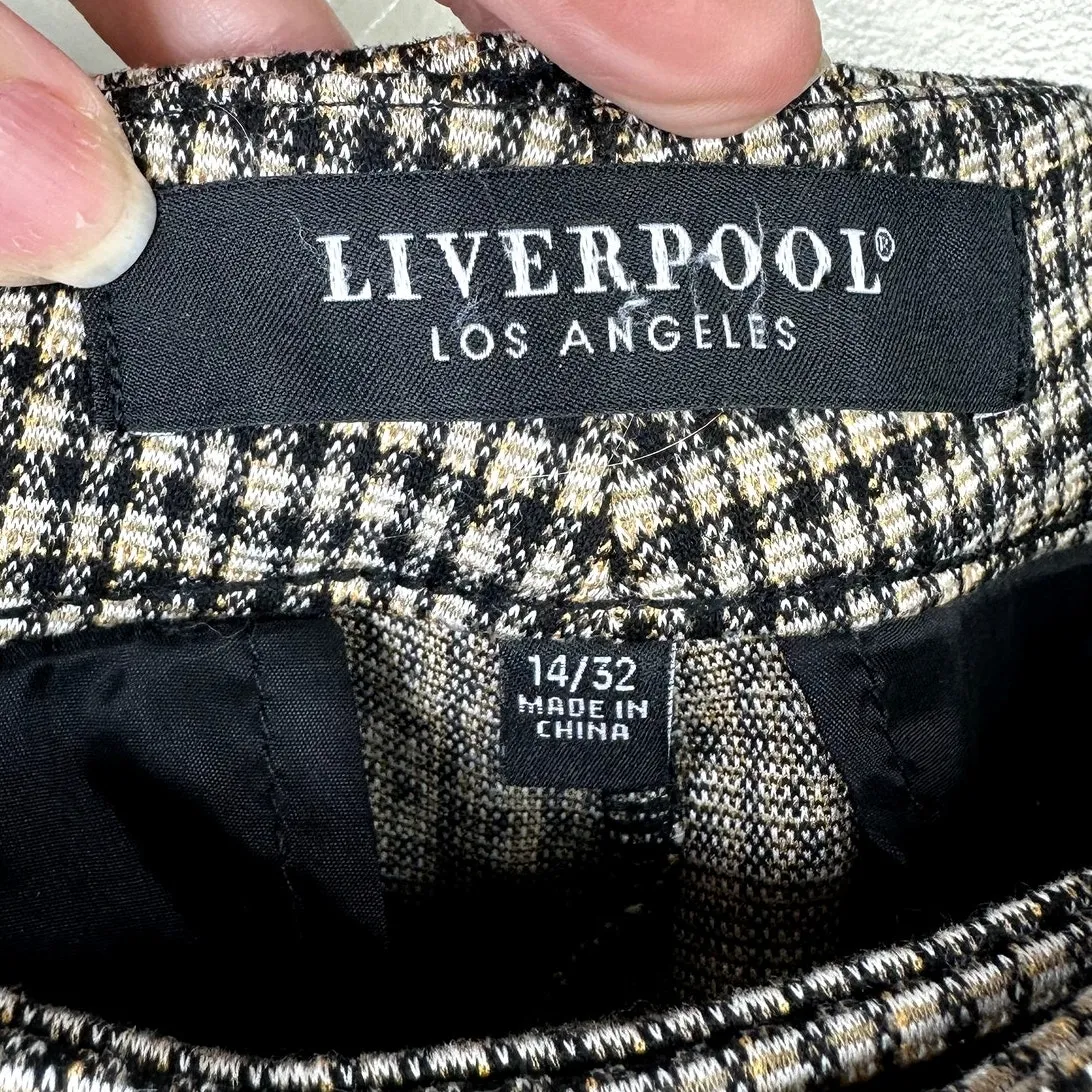 LIVERPOOL®
LOS ANGELES
14/32
MADE IN
CHINA